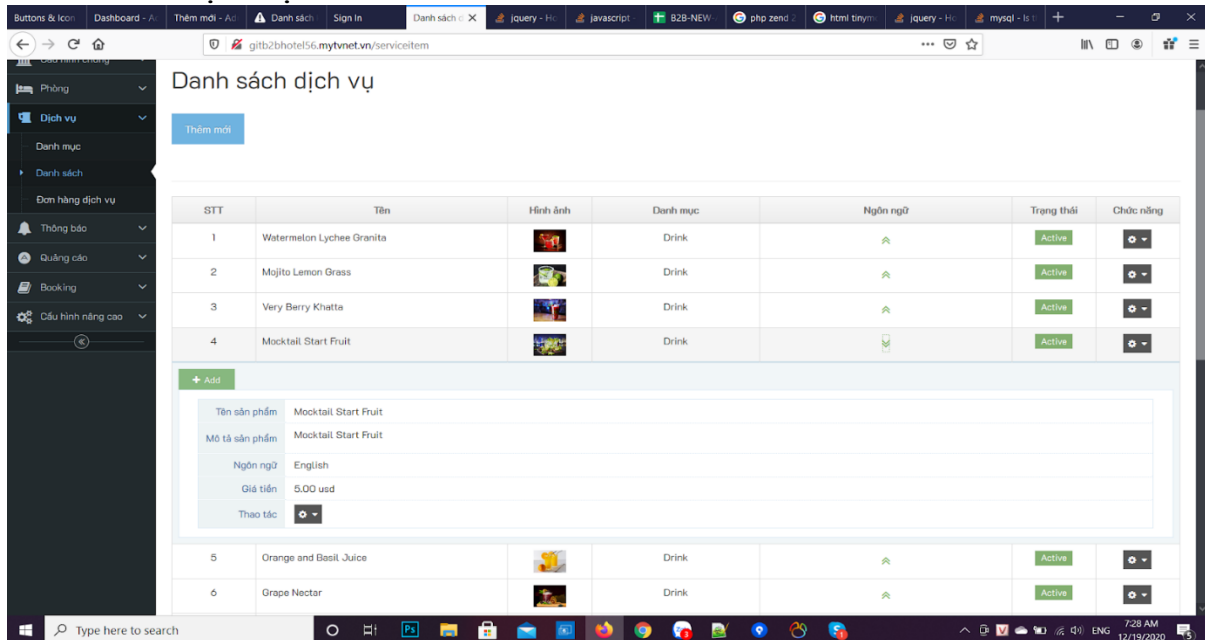 Buttons & Icon
Dashboard - A
Thêm mới - Ad
Danh sách
Sign In
Danh sách d
jquery - Ho
javascript -
B2B-NEW-
php zend 2
html tinym
jquery - Ho
mysql - Is t
gitb2bhotel56.mytvnet.vn/serviceitem
Cấu hình chung
Phòng
Dịch vụ
Danh mục
Danh sách
Đơn hàng dịch vụ
Thông báo
Quảng cáo
Booking
Cấu hình nâng cao
Danh sách dịch vụ
Thêm mới
STT Tên Hình ảnh Danh mục Ngôn ngữ Trạng thái Chức năng
1 Watermelon Lychee Granita Drink Active
2 Mojito Lemon Grass Drink Active
3 Very Berry Khatta Drink Active
4 Mocktail Start Fruit Drink Active
+ Add
Tên sản phẩm Mocktail Start Fruit
Mô tả sản phẩm Mocktail Start Fruit
Ngôn ngữ English
Giá tiền 5.00 usd
Thao tác
5 Orange and Basil Juice Drink Active
6 Grape Nectar Drink Active
Type here to search
ENG
7:28 AM
12/19/2020